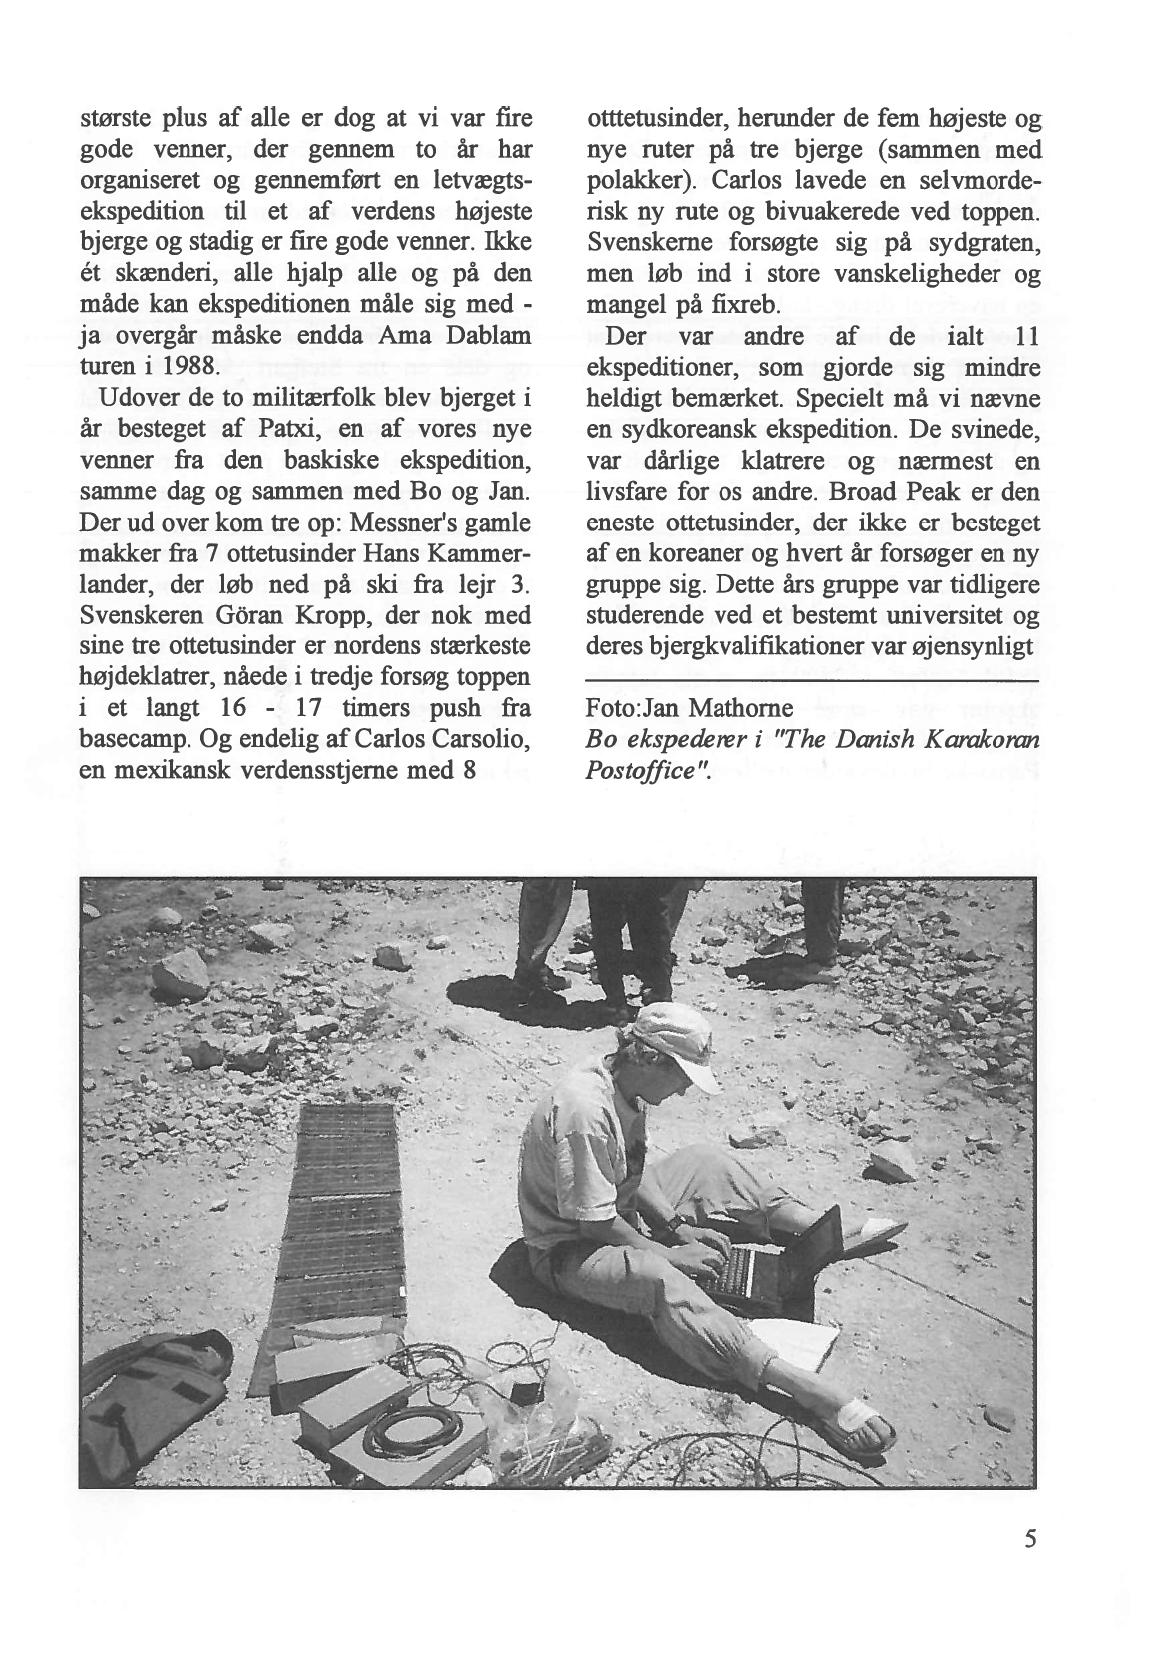 største plus af alle er dog at vi var fire
gode venner, der gennem to år har
organiseret og gennemført en letvægts-
ekspedition til et af verdens højeste
bjerge og stadig er fire gode venner. Ikke
ét skænderi, alle hjalp alle og på den
måde kan ekspeditionen måle sig med -
ja overgår måske endda Ama Dablam
turen i 1988.
Udover de to militærfolk blev bjerget i
år besteget af Patxi, en af vores nye
venner fra den baskiske ekspedition,
samme dag og sammen med Bo og Jan.
Der ud over kom tre op: Messner's gamle
makker fra 7 ottetusinder Hans Kammer-
lander, der løb ned på ski fra lejr 3.
Svenskeren Göran Kropp, der nok med
sine tre ottetusinder er nordens stærkeste
højdeklatrer, nåede i tredje forsøg toppen
i et langt 16 - 17 timers push fra
basecamp. Og endelig af Carlos Carsolio,
en mexikansk verdensstjerne med 8
otttetusinder, herunder de fem højeste og
nye ruter på tre bjerge (sammen med
polakker). Carlos lavede en selvmorde-
risk ny rute og bivuakerede ved toppen.
Svenskerne forsøgte sig på sydgraten,
men løb ind i store vanskeligheder og
mangel på fixreb.
Der var andre af de ialt 11
ekspeditioner, som gjorde sig mindre
heldigt bemærket. Specielt må vi nævne
en sydkoreansk ekspedition. De svinede,
var dårlige klatrere og nærmest en
livsfare for os andre. Broad Peak er den
eneste ottetusinder, der ikke er besteget
af en koreaner og hvert år forsøger en ny
gruppe sig. Dette års gruppe var tidligere
studerende ved et bestemt universitet og
deres bjergkvalifikationer var øjensynligt
Foto:Jan Mathorne
Bo ekspederer i "The Danish Karakoran
Postoffice".
5